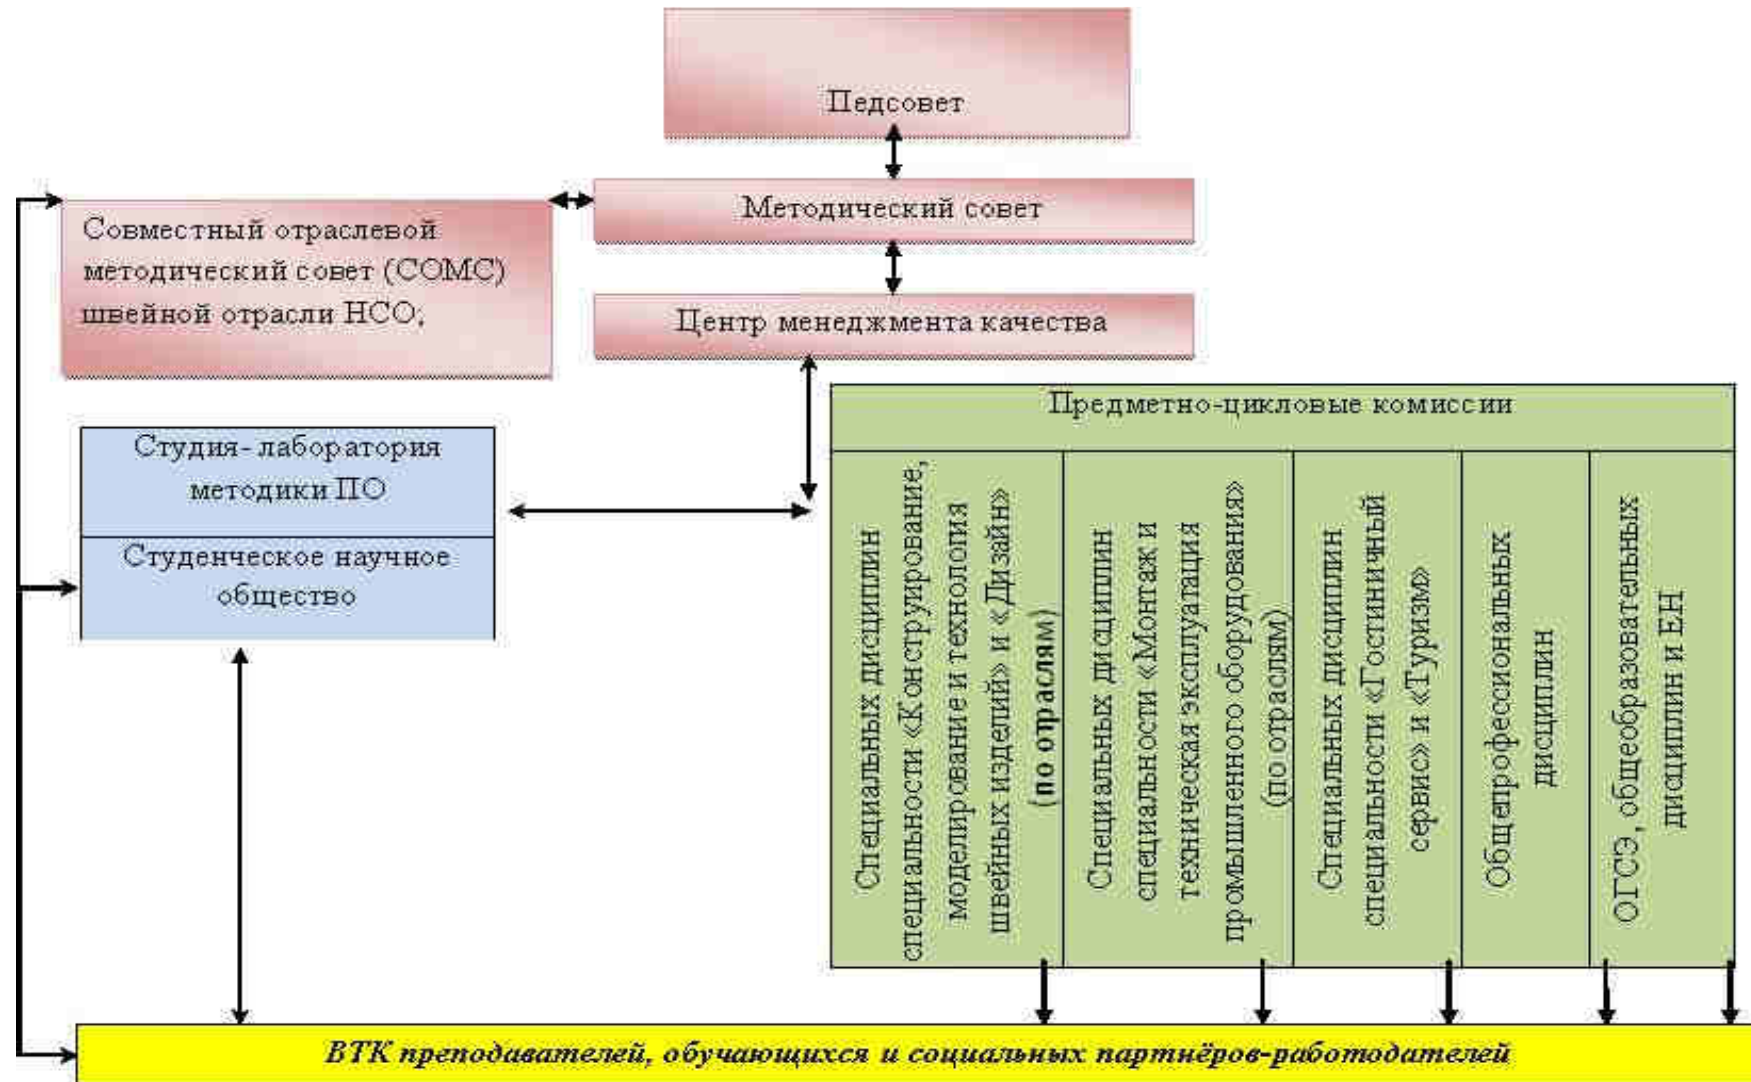 Педсовет
Методический совет
Совместный отраслевой
методический совет (СОМС)
швейной отрасли НСО;
Центр менеджмента качества
Предметно-цикловые комиссии
Студия- лаборатория
методики ПО
Студенческое научное
общество
Специальных дисциплин
специальности «Конструирование,
моделирование и технология
швейных изделий» и «Дизайн»
(по отраслям)
Специальных дисциплин
специальности «Монтаж и
техническая эксплуатация
промышленного оборудования»
(по отраслям)
Специальных дисциплин
специальности «Гостиничный
сервис» и «Туризм»
Общепрофессиональных
дисциплин
ОГСЭ, общеобразовательных
дисциплин и ЕН
ВТК преподавателей, обучающихся и социальных партнёров-работодателей